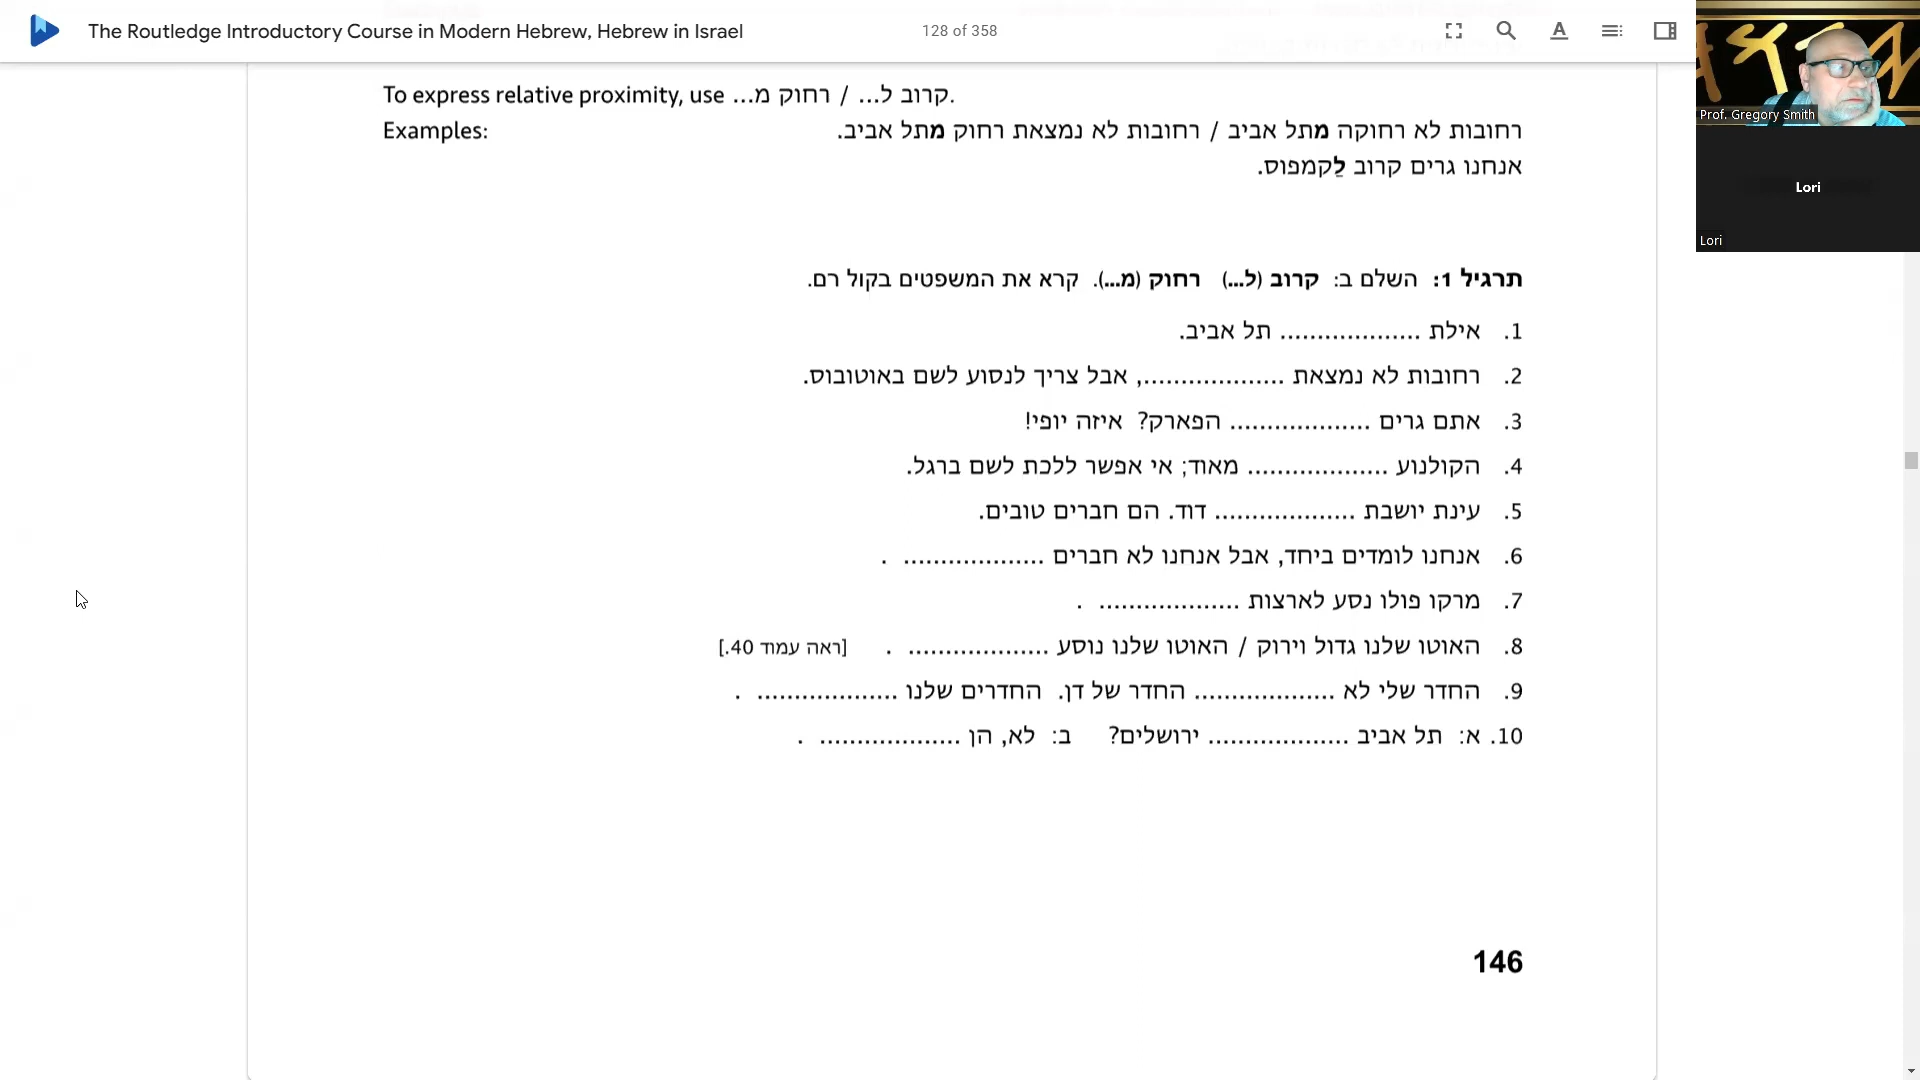 The Routledge Introductory Course in Modern Hebrew, Hebrew in Israel
128 of 358
Prof. Gregory Smith
Lori
Lori
To express relative proximity, use קרוב ל... / רחוק מ....
Examples:
רחובות לא רחוקה מתל אביב / רחובות לא נמצאת רחוק מתל אביב.
אנחנו גרים קרוב לַקמפוס.
תרגיל 1: השלם ב: קרוב (ל...) רחוק (מ...). קרא את המשפטים בקול רם.
1. אילת ................... תל אביב.
2. רחובות לא נמצאת ..................., אבל צריך לנסוע לשם באוטובוס.
3. אתם גרים ................... הפארק? איזה יופי!
4. הקולנוע ................... מאוד; אי אפשר ללכת לשם ברגל.
5. עינת יושבת ................... דוד. הם חברים טובים.
6. אנחנו לומדים ביחד, אבל אנחנו לא חברים ................... .
7. מרקו פולו נסע לארצות ................... .
8. האוטו שלנו גדול וירוק / האוטו שלנו נוסע ................... . [ראה עמוד 40.]
9. החדר שלי לא ................... החדר של דן. החדרים שלנו ................... .
10. א: תל אביב ................... ירושלים? ב: לא, הן ................... .
146